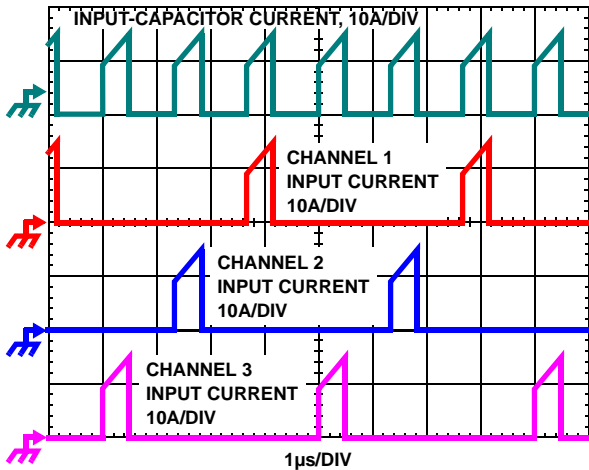 INPUT-CAPACITOR CURRENT, 10A/DIV
CHANNEL 1
INPUT CURRENT
10A/DIV
CHANNEL 2
INPUT CURRENT
10A/DIV
CHANNEL 3
INPUT CURRENT
10A/DIV
1µs/DIV